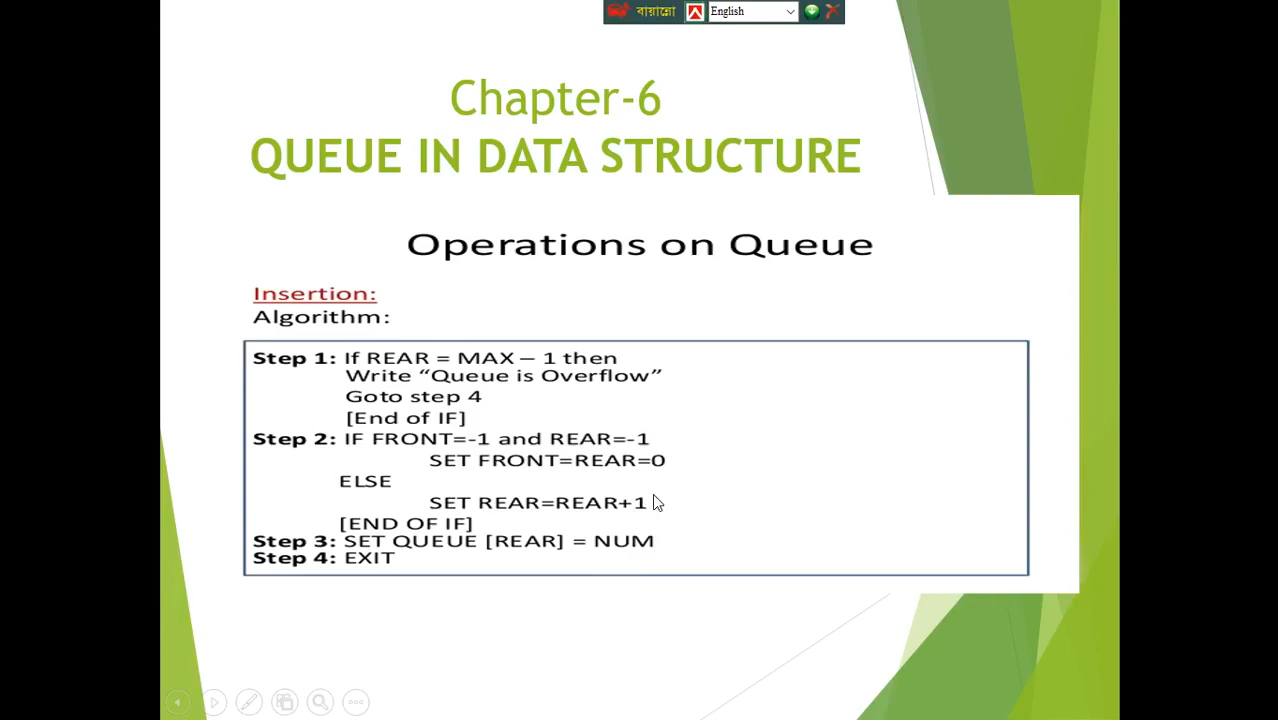 বায়ান্নো English
Chapter-6
QUEUE IN DATA STRUCTURE
Operations on Queue
Insertion:
Algorithm:
Step 1: If REAR = MAX – 1 then
Write “Queue is Overflow”
Goto step 4
[End of IF]
Step 2: IF FRONT=-1 and REAR=-1
SET FRONT=REAR=0
ELSE
SET REAR=REAR+1
[END OF IF]
Step 3: SET QUEUE [REAR] = NUM
Step 4: EXIT